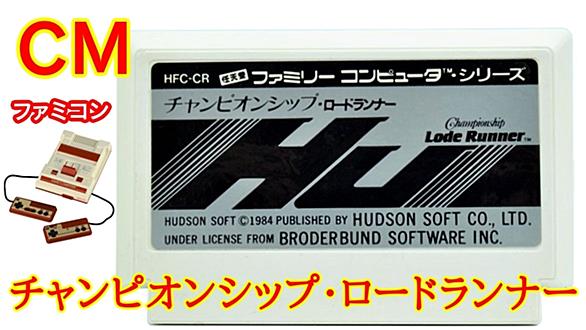 CM
ファミコン
HFC-CR 任天堂 ファミリー コンピュータ™・シリーズ
チャンピオンシップ・ロードランナー
Championship
Lode Runner™
HU
HUDSON SOFT ©1984 PUBLISHED BY HUDSON SOFT CO., LTD.
UNDER LICENSE FROM BRODERBUND SOFTWARE INC.
チャンピオンシップ・ロードランナー